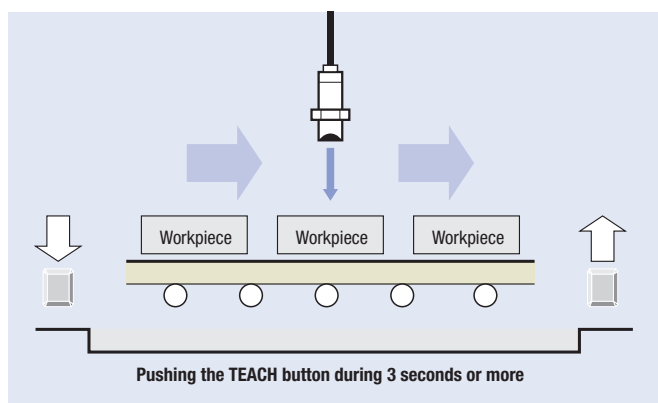 Workpiece
Workpiece
Workpiece
Pushing the TEACH button during 3 seconds or more